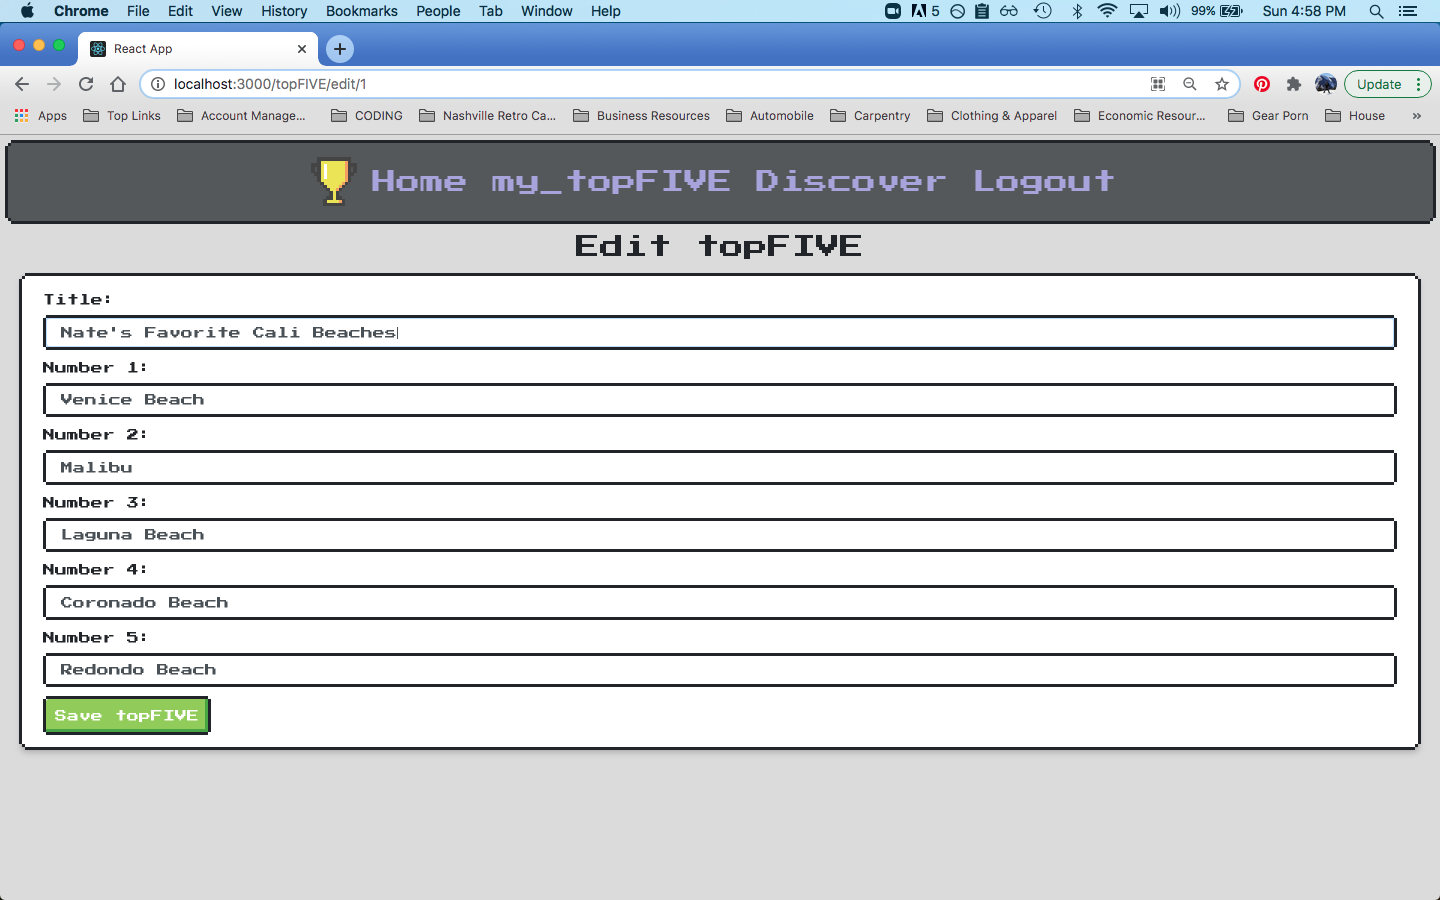 Chrome File Edit View History Bookmarks People Tab Window Help 5 99% Sun 4:58 PM
React App
localhost:3000/topFIVE/edit/1 Update
Apps Top Links Account Manage... CODING Nashville Retro Ca... Business Resources Automobile Carpentry Clothing & Apparel Economic Resour... Gear Porn House »
Home my_topFIVE Discover Logout
Edit topFIVE
Title:
Nate's Favorite Cali Beaches
Number 1:
Venice Beach
Number 2:
Malibu
Number 3:
Laguna Beach
Number 4:
Coronado Beach
Number 5:
Redondo Beach
Save topFIVE